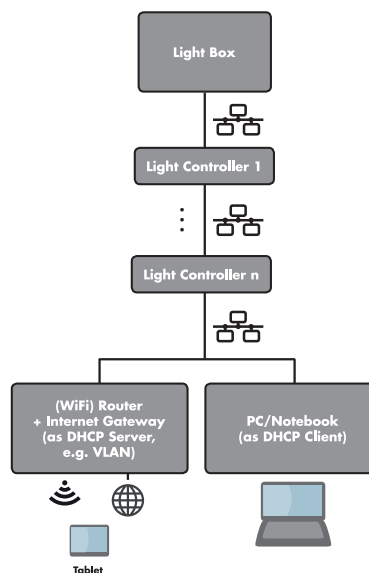 Light Box
Light Controller 1
Light Controller n
(WiFi) Router
+ Internet Gateway
(as DHCP Server,
e.g. VLAN)
PC/Notebook
(as DHCP Client)
Tablet